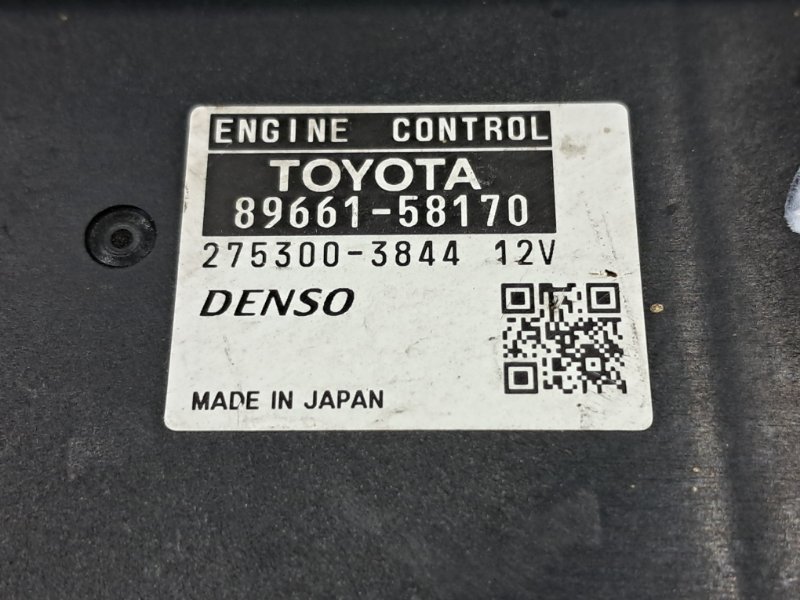 ENGINE CONTROL
TOYOTA
89661-58170
275300-3844 12V
DENSO
MADE IN JAPAN